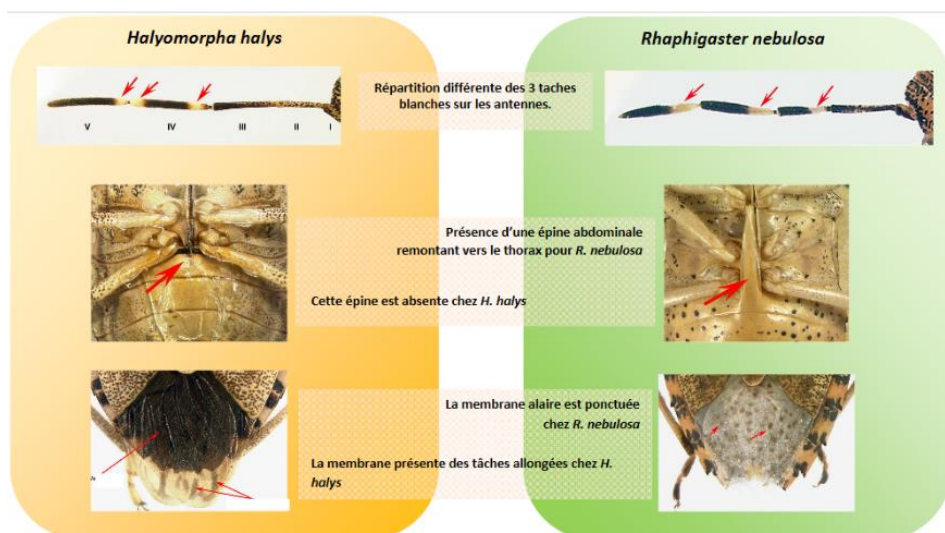 Halyomorpha halys
Rhaphigaster nebulosa
V IV III II I
Répartition différente des 3 taches
blanches sur les antennes.
Présence d'une épine abdominale
remontant vers le thorax pour R. nebulosa
Cette épine est absente chez H. halys
La membrane alaire est ponctuée
chez R. nebulosa
La membrane présente des tâches allongées chez H.
halys